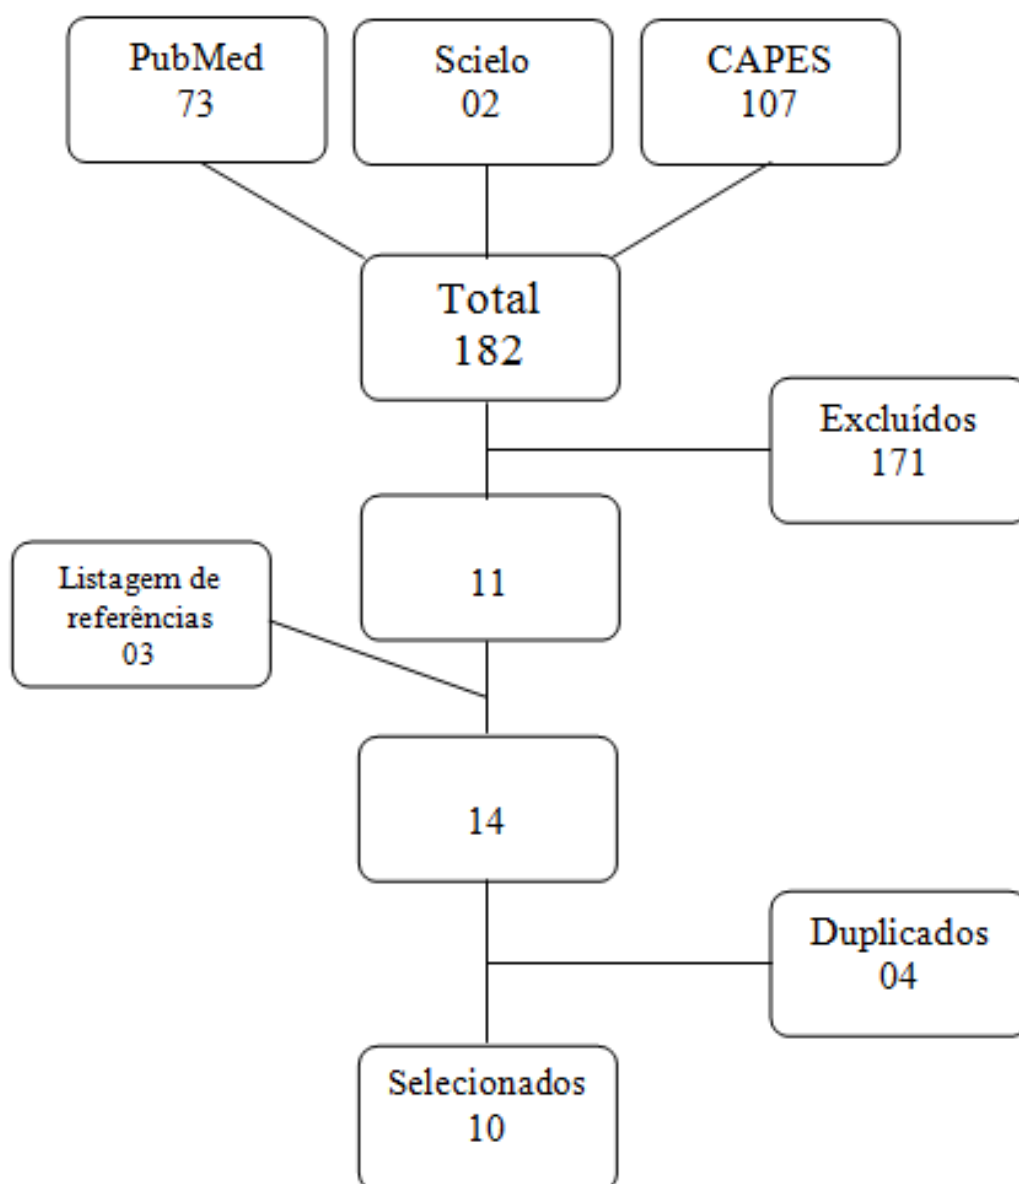 PubMed
73
Scielo
02
CAPES
107
Total
182
Excluídos
171
11
Listagem de
referências
03
14
Duplicados
04
Selecionados
10